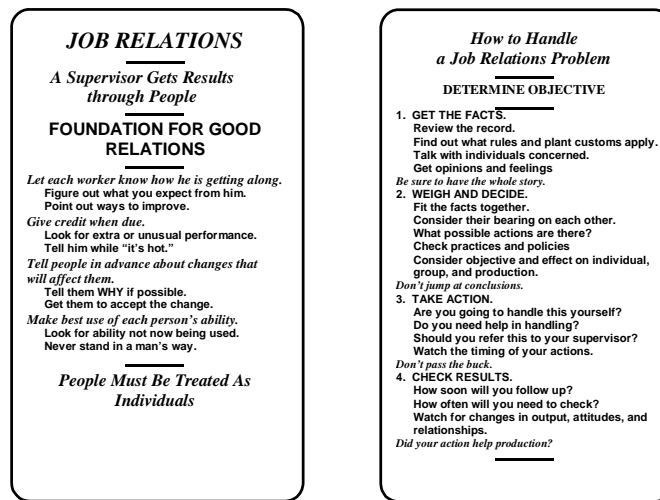 JOB RELATIONS
A Supervisor Gets Results
through People
FOUNDATION FOR GOOD
RELATIONS
Let each worker know how he is getting along.
Figure out what you expect from him.
Point out ways to improve.
Give credit when due.
Look for extra or unusual performance.
Tell him while “it’s hot.”
Tell people in advance about changes that
will affect them.
Tell them WHY if possible.
Get them to accept the change.
Make best use of each person’s ability.
Look for ability not now being used.
Never stand in a man’s way.
People Must Be Treated As
Individuals
How to Handle
a Job Relations Problem
DETERMINE OBJECTIVE
1. GET THE FACTS.
Review the record.
Find out what rules and plant customs apply.
Talk with individuals concerned.
Get opinions and feelings
Be sure to have the whole story.
2. WEIGH AND DECIDE.
Fit the facts together.
Consider their bearing on each other.
What possible actions are there?
Check practices and policies
Consider objective and effect on individual,
group, and production.
Don’t jump at conclusions.
3. TAKE ACTION.
Are you going to handle this yourself?
Do you need help in handling?
Should you refer this to your supervisor?
Watch the timing of your actions.
Don’t pass the buck.
4. CHECK RESULTS.
How soon will you follow up?
How often will you need to check?
Watch for changes in output, attitudes, and
relationships.
Did your action help production?